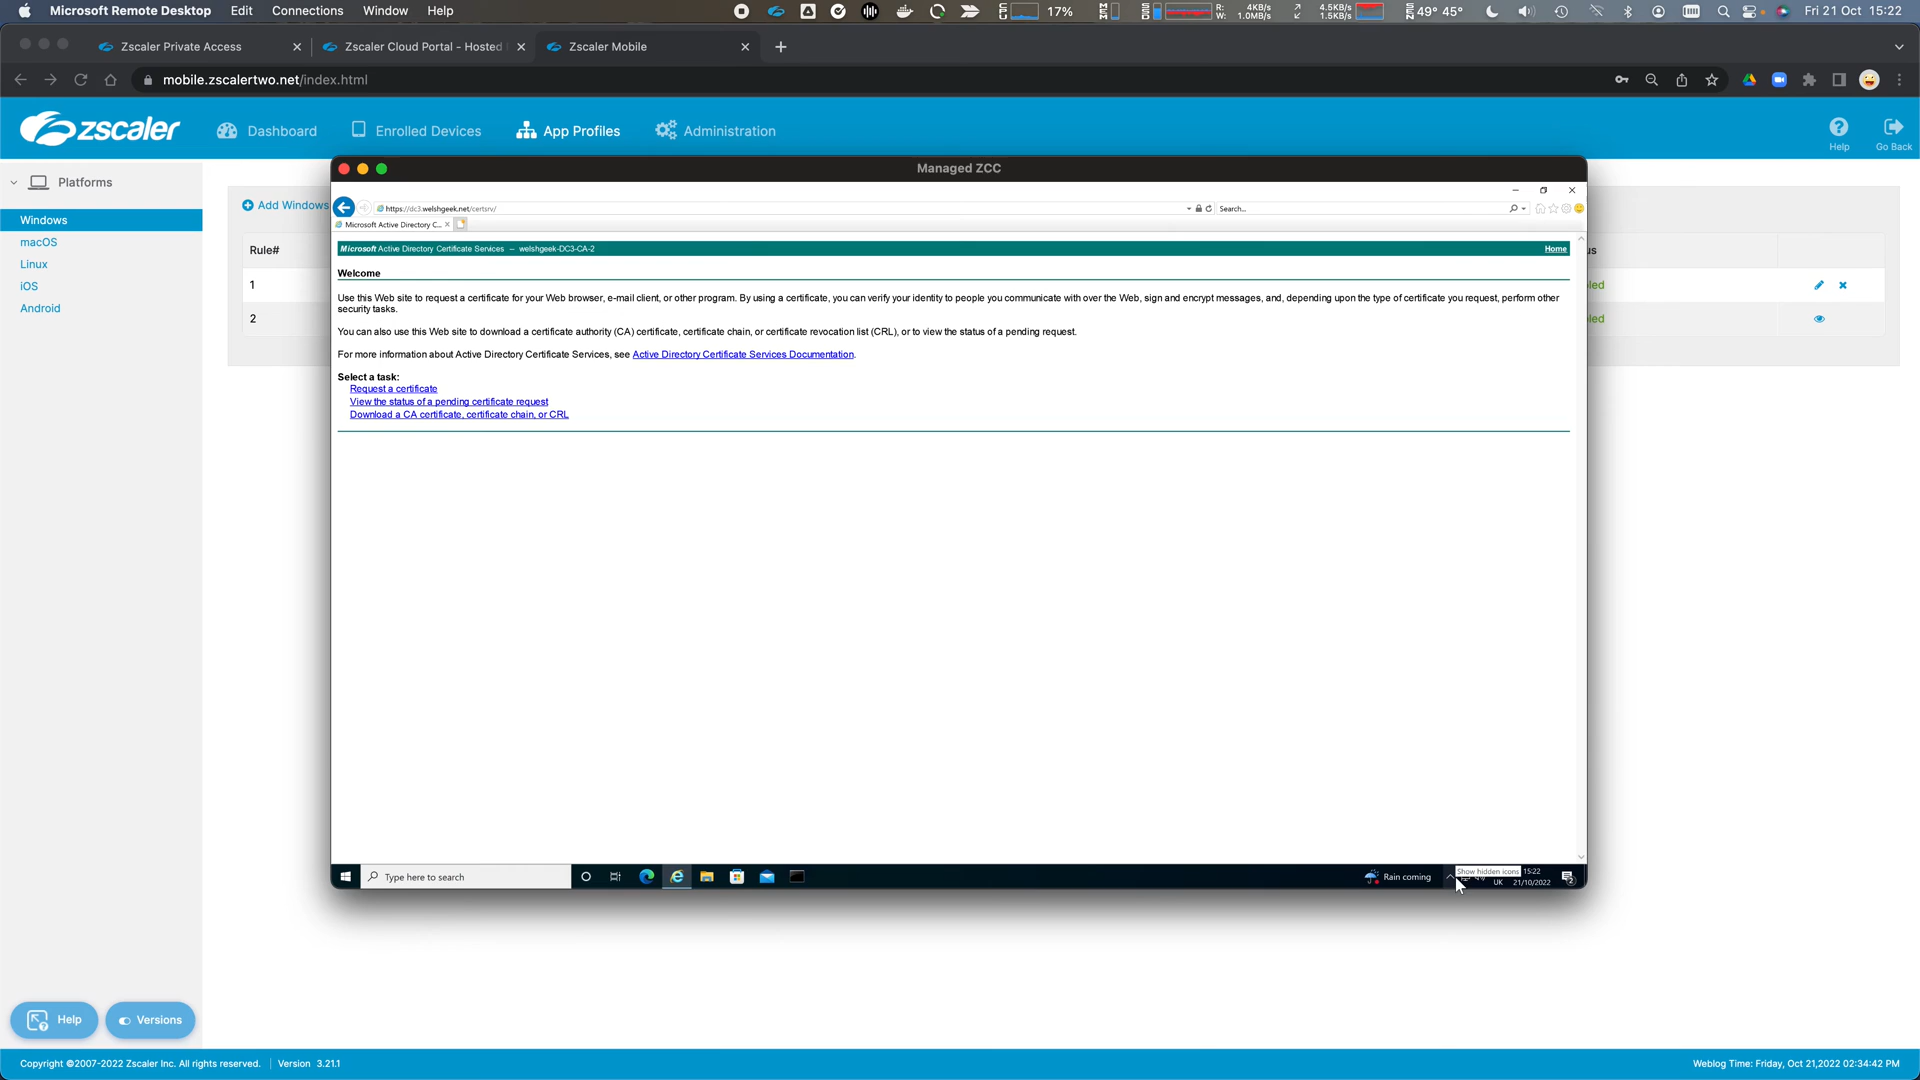 Microsoft Remote Desktop Edit Connections Window Help
17% R: 4KB/s W: 1.0MB/s 4.5KB/s 1.5KB/s 49° 45° Fri 21 Oct 15:22
Zscaler Private Access Zscaler Cloud Portal - Hosted Zscaler Mobile
mobile.zscalertwo.net/index.html
zscaler Dashboard Enrolled Devices App Profiles Administration Help Go Back
Platforms
Windows
macOS
Linux
iOS
Android
Add Windows
Rule#
1
2
us
led
led
Managed ZCC
https://dc3.welshgeek.net/certsrv/ Search...
Microsoft Active Directory C...
Microsoft Active Directory Certificate Services -- welshgeek-DC3-CA-2 Home
Welcome
Use this Web site to request a certificate for your Web browser, e-mail client, or other program. By using a certificate, you can verify your identity to people you communicate with over the Web, sign and encrypt messages, and, depending upon the type of certificate you request, perform other
security tasks.
You can also use this Web site to download a certificate authority (CA) certificate, certificate chain, or certificate revocation list (CRL), or to view the status of a pending request.
For more information about Active Directory Certificate Services, see Active Directory Certificate Services Documentation.
Select a task:
Request a certificate
View the status of a pending certificate request
Download a CA certificate, certificate chain, or CRL
Type here to search Rain coming Show hidden icons 15:22
UK 21/10/2022 2
Help Versions
Copyright ©2007-2022 Zscaler Inc. All rights reserved. | Version 3.21.1 Weblog Time: Friday, Oct 21,2022 02:34:42 PM